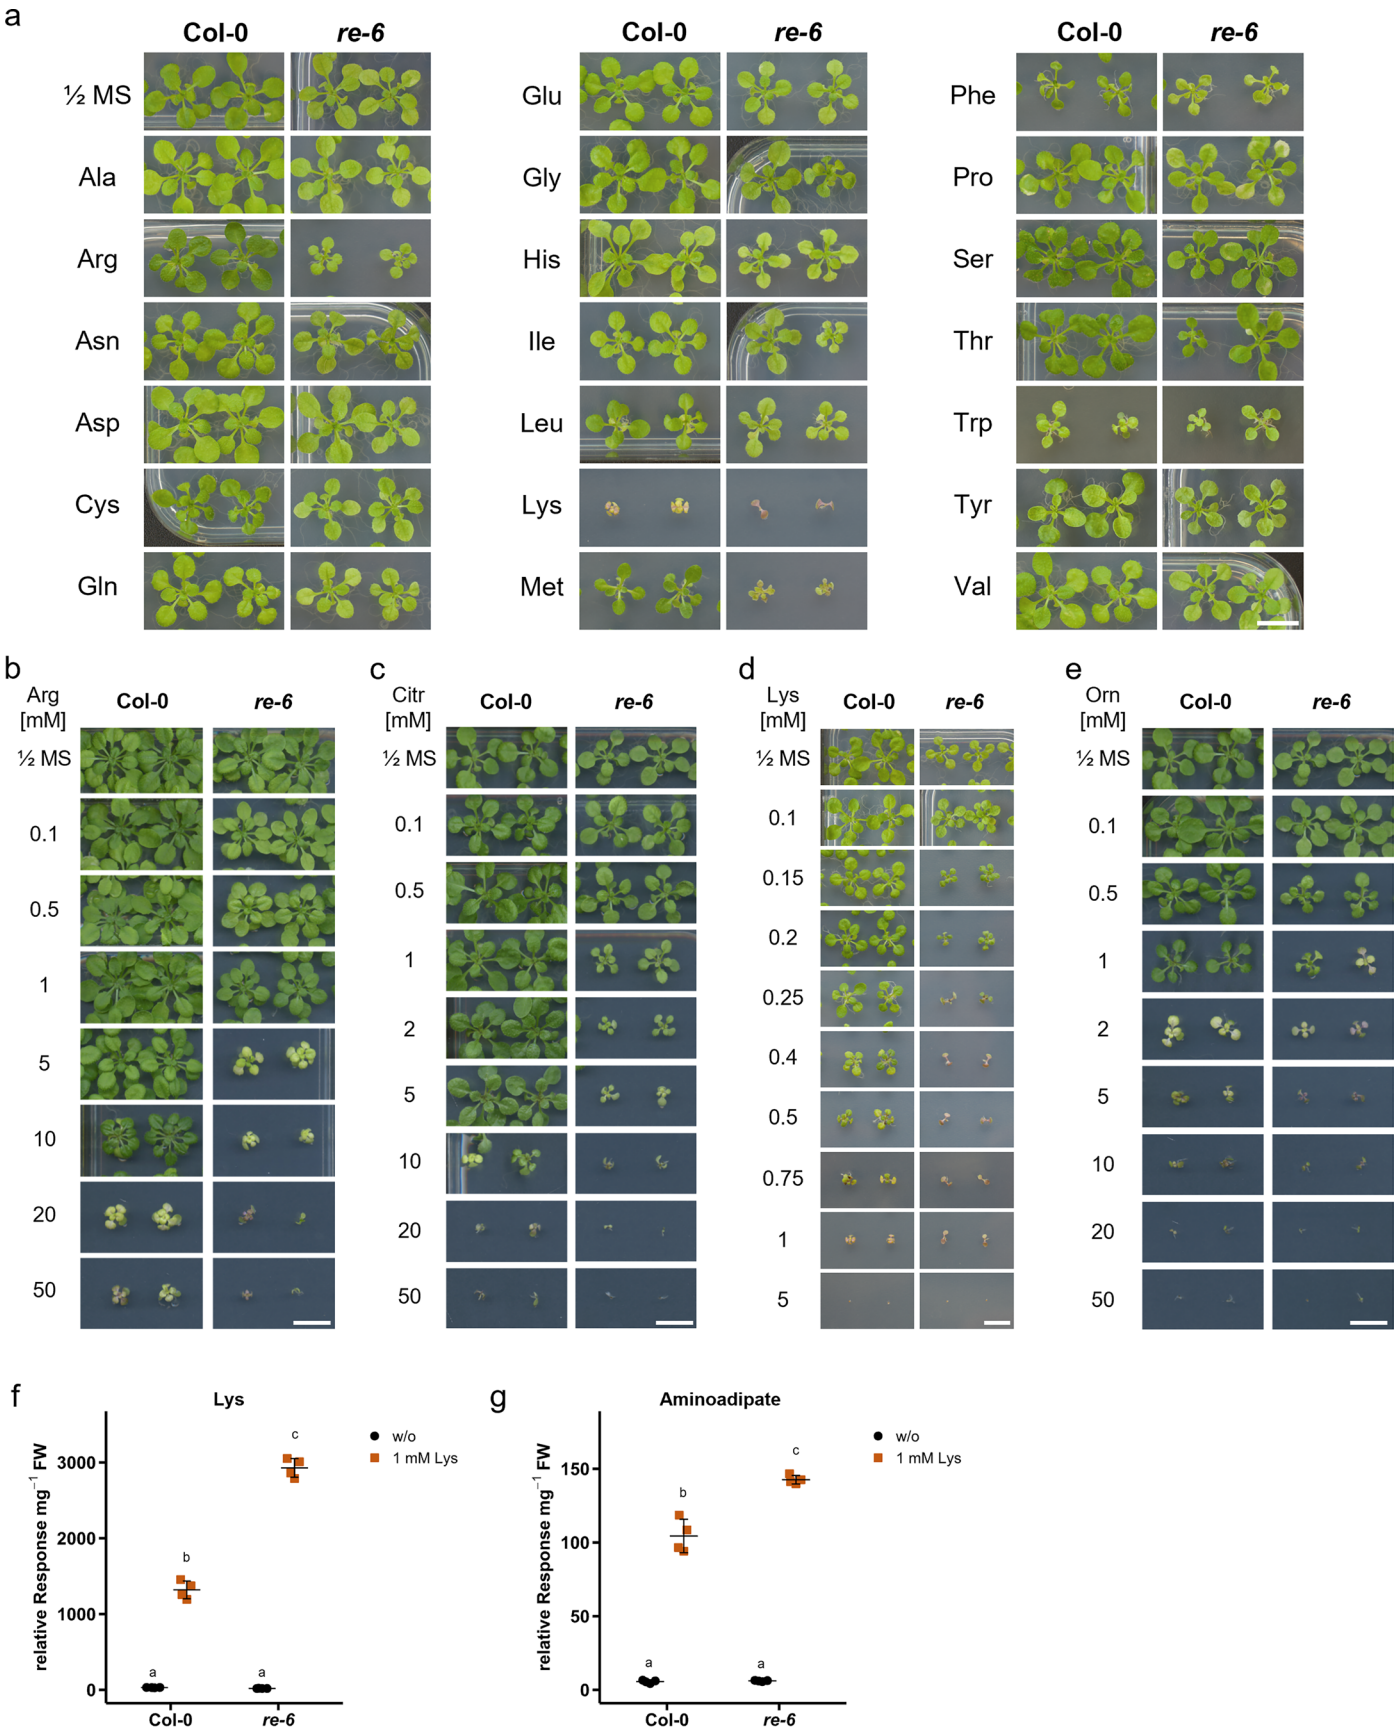 a
Col-0 re-6 Col-0 re-6 Col-0 re-6
½ MS Glu Phe
Ala Gly Pro
Arg His Ser
Asn Ile Thr
Asp Leu Trp
Cys Lys Tyr
Gln Met Val
b
Arg
[mM]
Col-0 re-6
½ MS
0.1
0.5
1
5
10
20
50
c
Citr
[mM]
Col-0 re-6
½ MS
0.1
0.5
1
2
5
10
20
50
d
Lys
[mM]
Col-0 re-6
½ MS
0.1
0.15
0.2
0.25
0.4
0.5
0.75
1
5
e
Orn
[mM]
Col-0 re-6
½ MS
0.1
0.5
1
2
5
10
20
50
f
Lys
relative Response mg⁻¹ FW
3000
2000
1000
0
a
b
a
c
Col-0 re-6
w/o
1 mM Lys
g
Aminoadipate
relative Response mg⁻¹ FW
150
100
50
0
a
b
a
c
Col-0 re-6
w/o
1 mM Lys